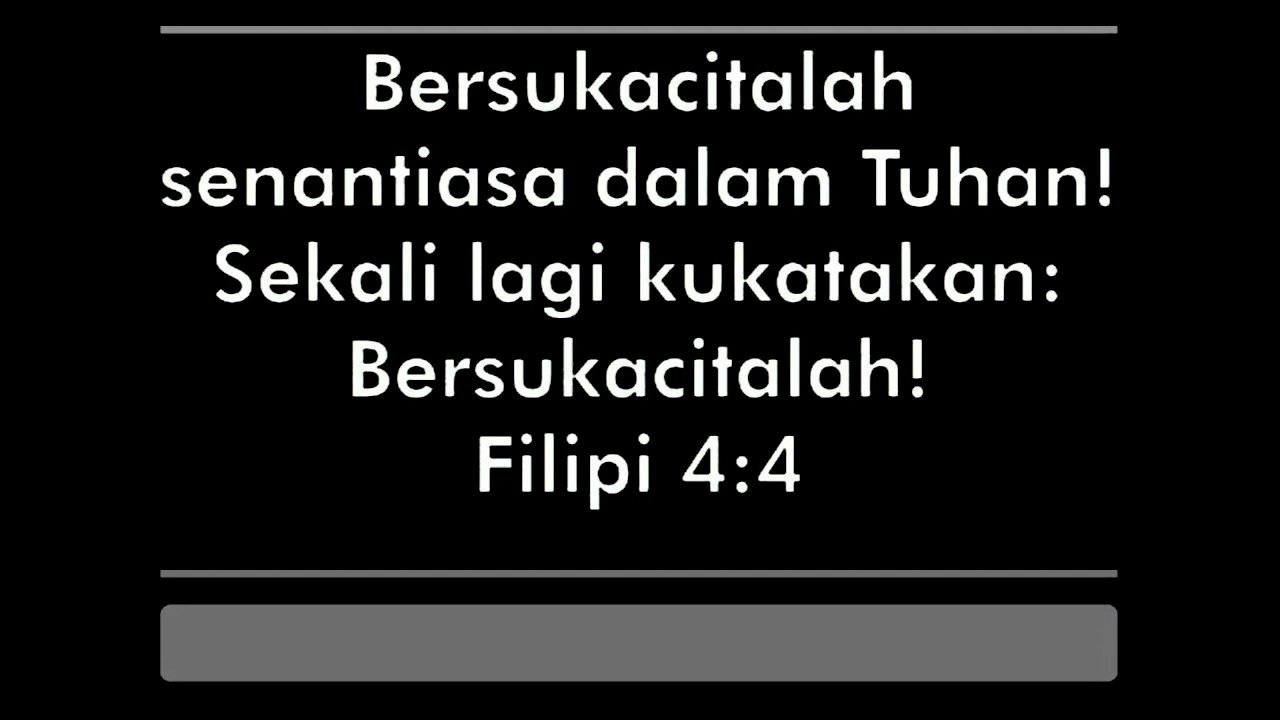 Bersukacitalah
senantiasa dalam Tuhan!
Sekali lagi kukatakan:
Bersukacitalah!
Filipi 4:4